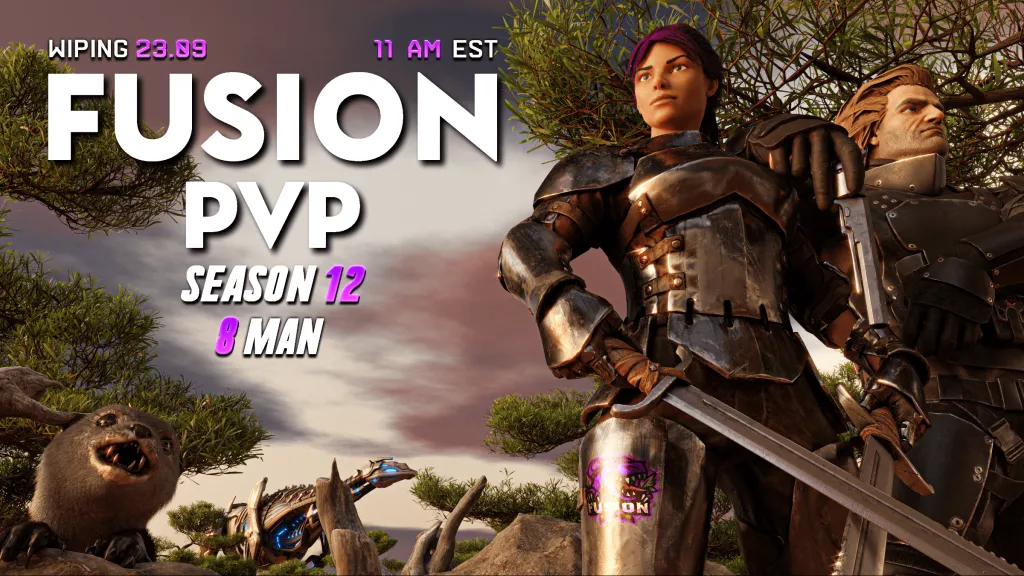 WIPING 23.09 11 AM EST
FUSION
PVP
SEASON 12
8 MAN
FUSION